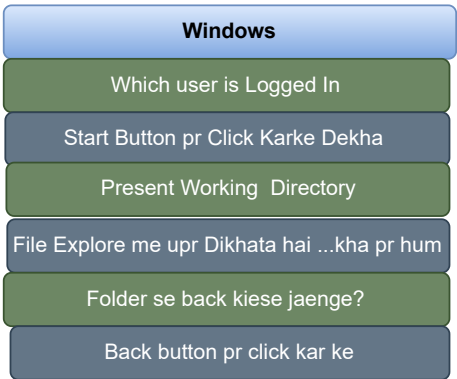 Windows
Which user is Logged In
Start Button pr Click Karke Dekha
Present Working Directory
File Explore me upr Dikhata hai ...kha pr hum
Folder se back kiese jaenge?
Back button pr click kar ke